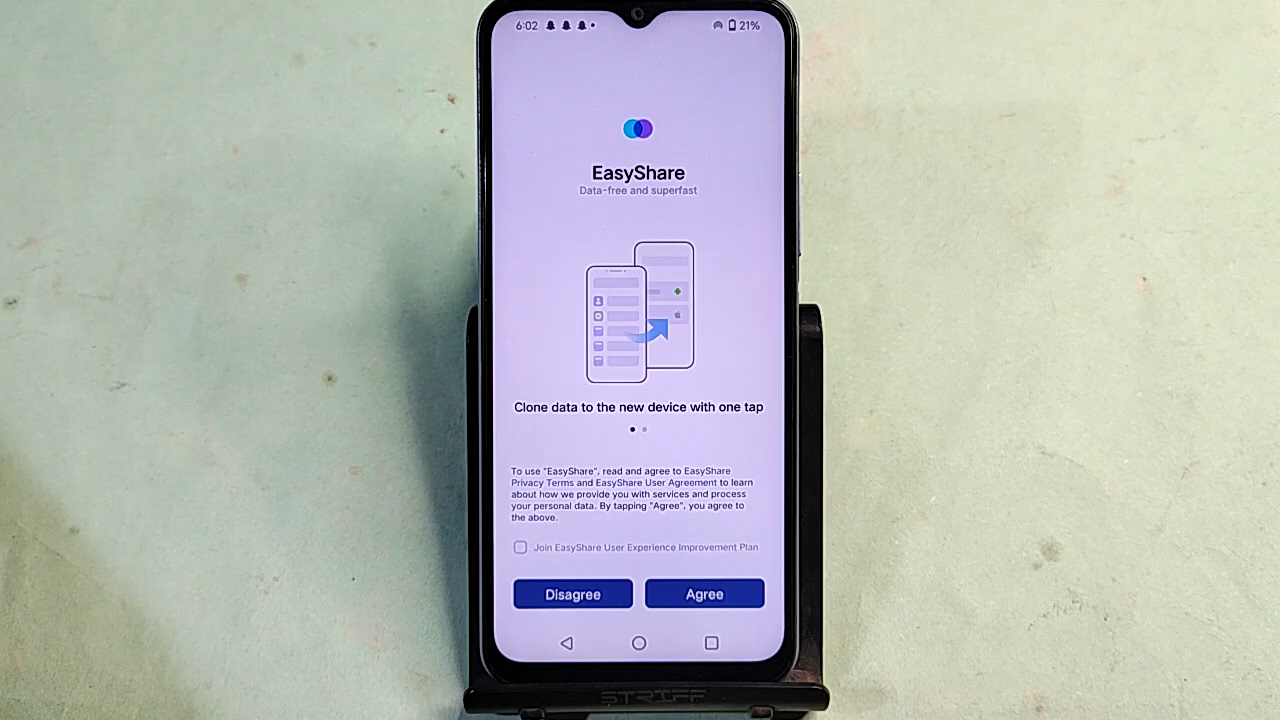 6:02 21%
EasyShare
Data-free and superfast
Clone data to the new device with one tap
To use "EasyShare", read and agree to EasyShare
Privacy Terms and EasyShare User Agreement to learn
about how we provide you with services and process
your personal data. By tapping "Agree", you agree to
the above.
Join EasyShare User Experience Improvement Plan
Disagree Agree
STRIFF